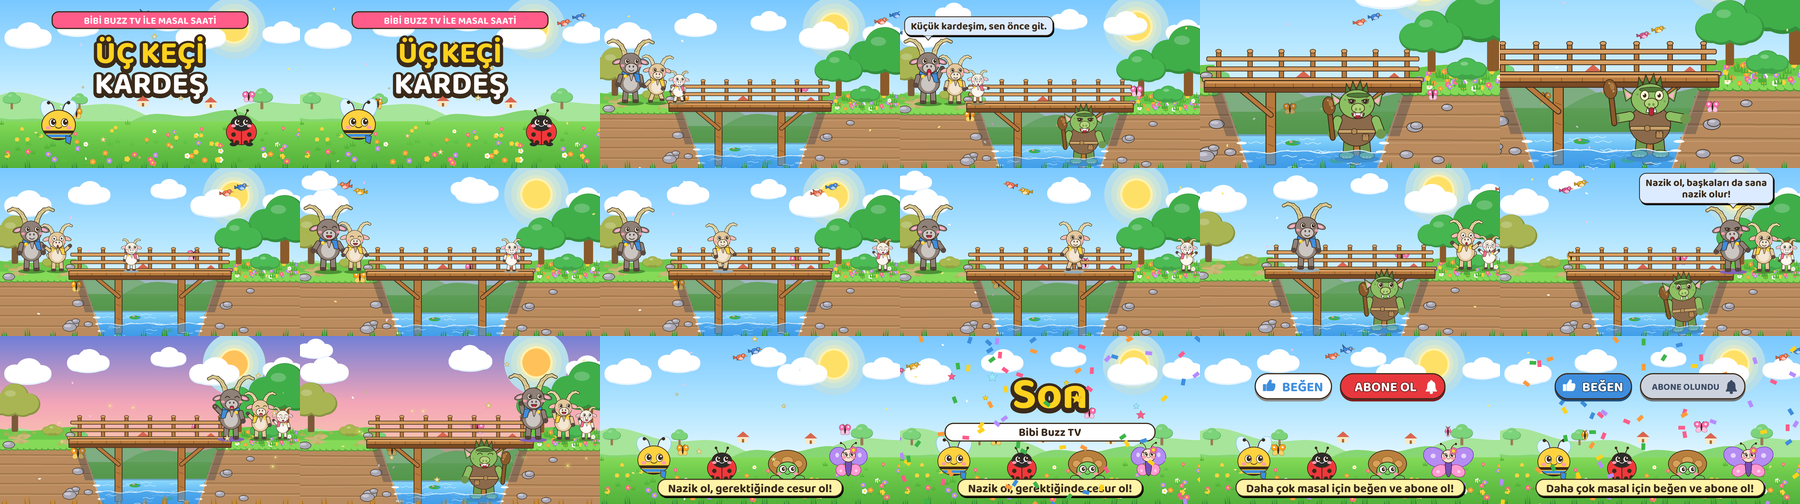 BİBİ BUZZ TV İLE MASAL SAATİ
ÜÇ KEÇİ
KARDEŞ
BİBİ BUZZ TV İLE MASAL SAATİ
ÜÇ KEÇİ
KARDEŞ
Küçük kardeşim, sen önce git.
Nazik ol, başkaları da sana
nazik olur!
Nazik ol, gerektiğinde cesur ol!
Son
Bibi Buzz TV
Nazik ol, gerektiğinde cesur ol!
BEĞEN
ABONE OL
Daha çok masal için beğen ve abone ol!
BEĞEN
ABONE OLUNDU
Daha çok masal için beğen ve abone ol!